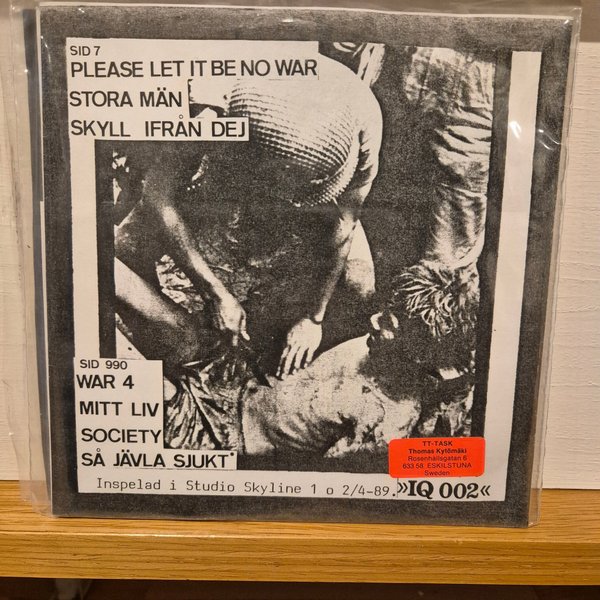 SID 7
PLEASE LET IT BE NO WAR
STORA MÄN
SKYLL IFRÅN DEJ
SID 990
WAR 4
MITT LIV
SOCIETY
SÅ JÄVLA SJUKT
TT-TASK
Thomas Kytömäki
Rosenhällsgatan 6
633 58 ESKILSTUNA
Sweden
Inspelad i Studio Skyline 1 o 2/4-89.
»IQ 002«